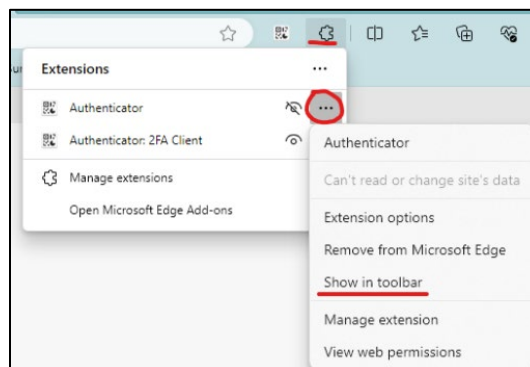 Extensions
Authenticator
Authenticator: 2FA Client
Manage extensions
Open Microsoft Edge Add-ons
Authenticator
Can't read or change site's data
Extension options
Remove from Microsoft Edge
Show in toolbar
Manage extension
View web permissions